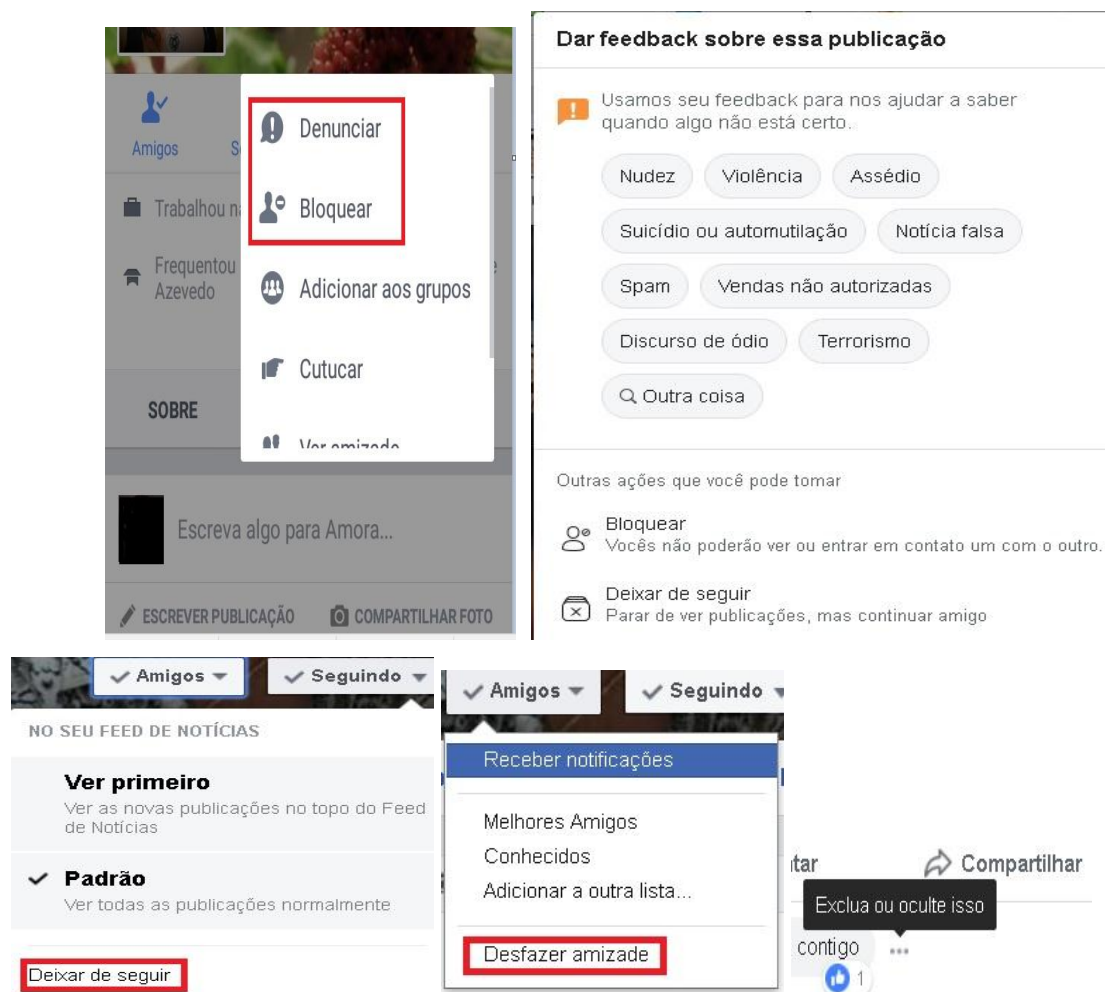 Amigos
Denunciar
Bloquear
Trabalhou
Frequentou
Azevedo
Adicionar aos grupos
Cutucar
SOBRE
Ver amizade
Escreva algo para Amora...
ESCREVER PUBLICAÇÃO
COMPARTILHAR FOTO
Dar feedback sobre essa publicação
Usamos seu feedback para nos ajudar a saber
quando algo não está certo.
Nudez Violência Assédio
Suicídio ou automutilação Notícia falsa
Spam Vendas não autorizadas
Discurso de ódio Terrorismo
Outra coisa
Outras ações que você pode tomar
Bloquear
Vocês não poderão ver ou entrar em contato um com o outro.
Deixar de seguir
Parar de ver publicações, mas continuar amigo
Amigos Seguindo
NO SEU FEED DE NOTÍCIAS
Ver primeiro
Ver as novas publicações no topo do Feed
de Notícias
Padrão
Ver todas as publicações normalmente
Deixar de seguir
Amigos Seguindo
Receber notificações
Melhores Amigos
Conhecidos
Adicionar a outra lista...
Desfazer amizade
tar Compartilhar
Exclua ou oculte isso
contigo ...
1